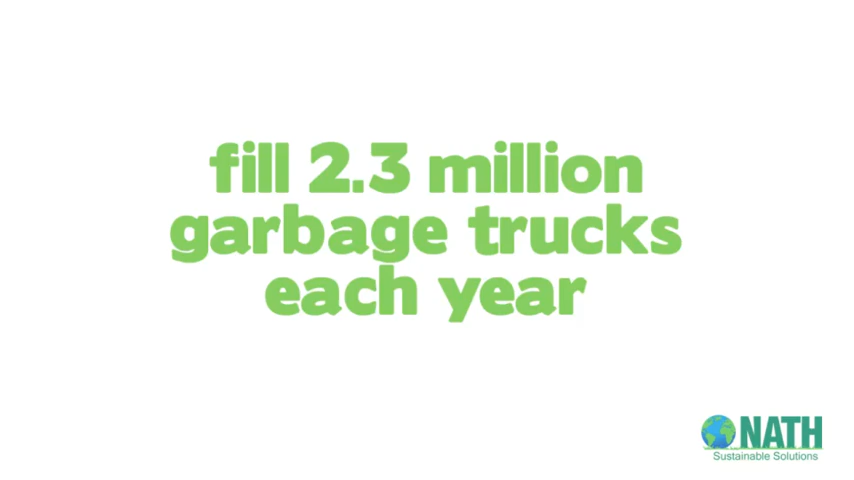 fill 2.3 million
garbage trucks
each year
NATH
Sustainable Solutions